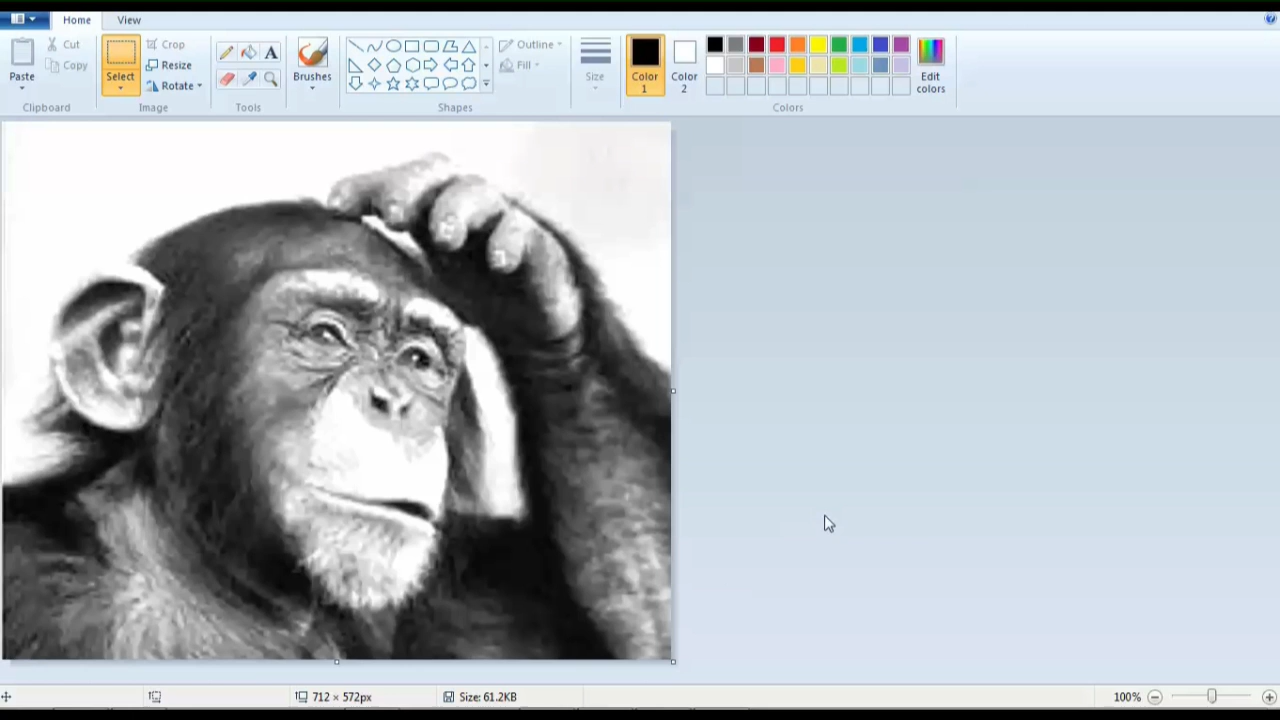 Home View
Cut
Copy
Paste
Clipboard
Select
Crop
Resize
Rotate
Image
A
Tools
Brushes
Outline
Fill
Shapes
Size
Color
1
Color
2
Edit
colors
Colors
712 × 572px
Size: 61.2KB
100%